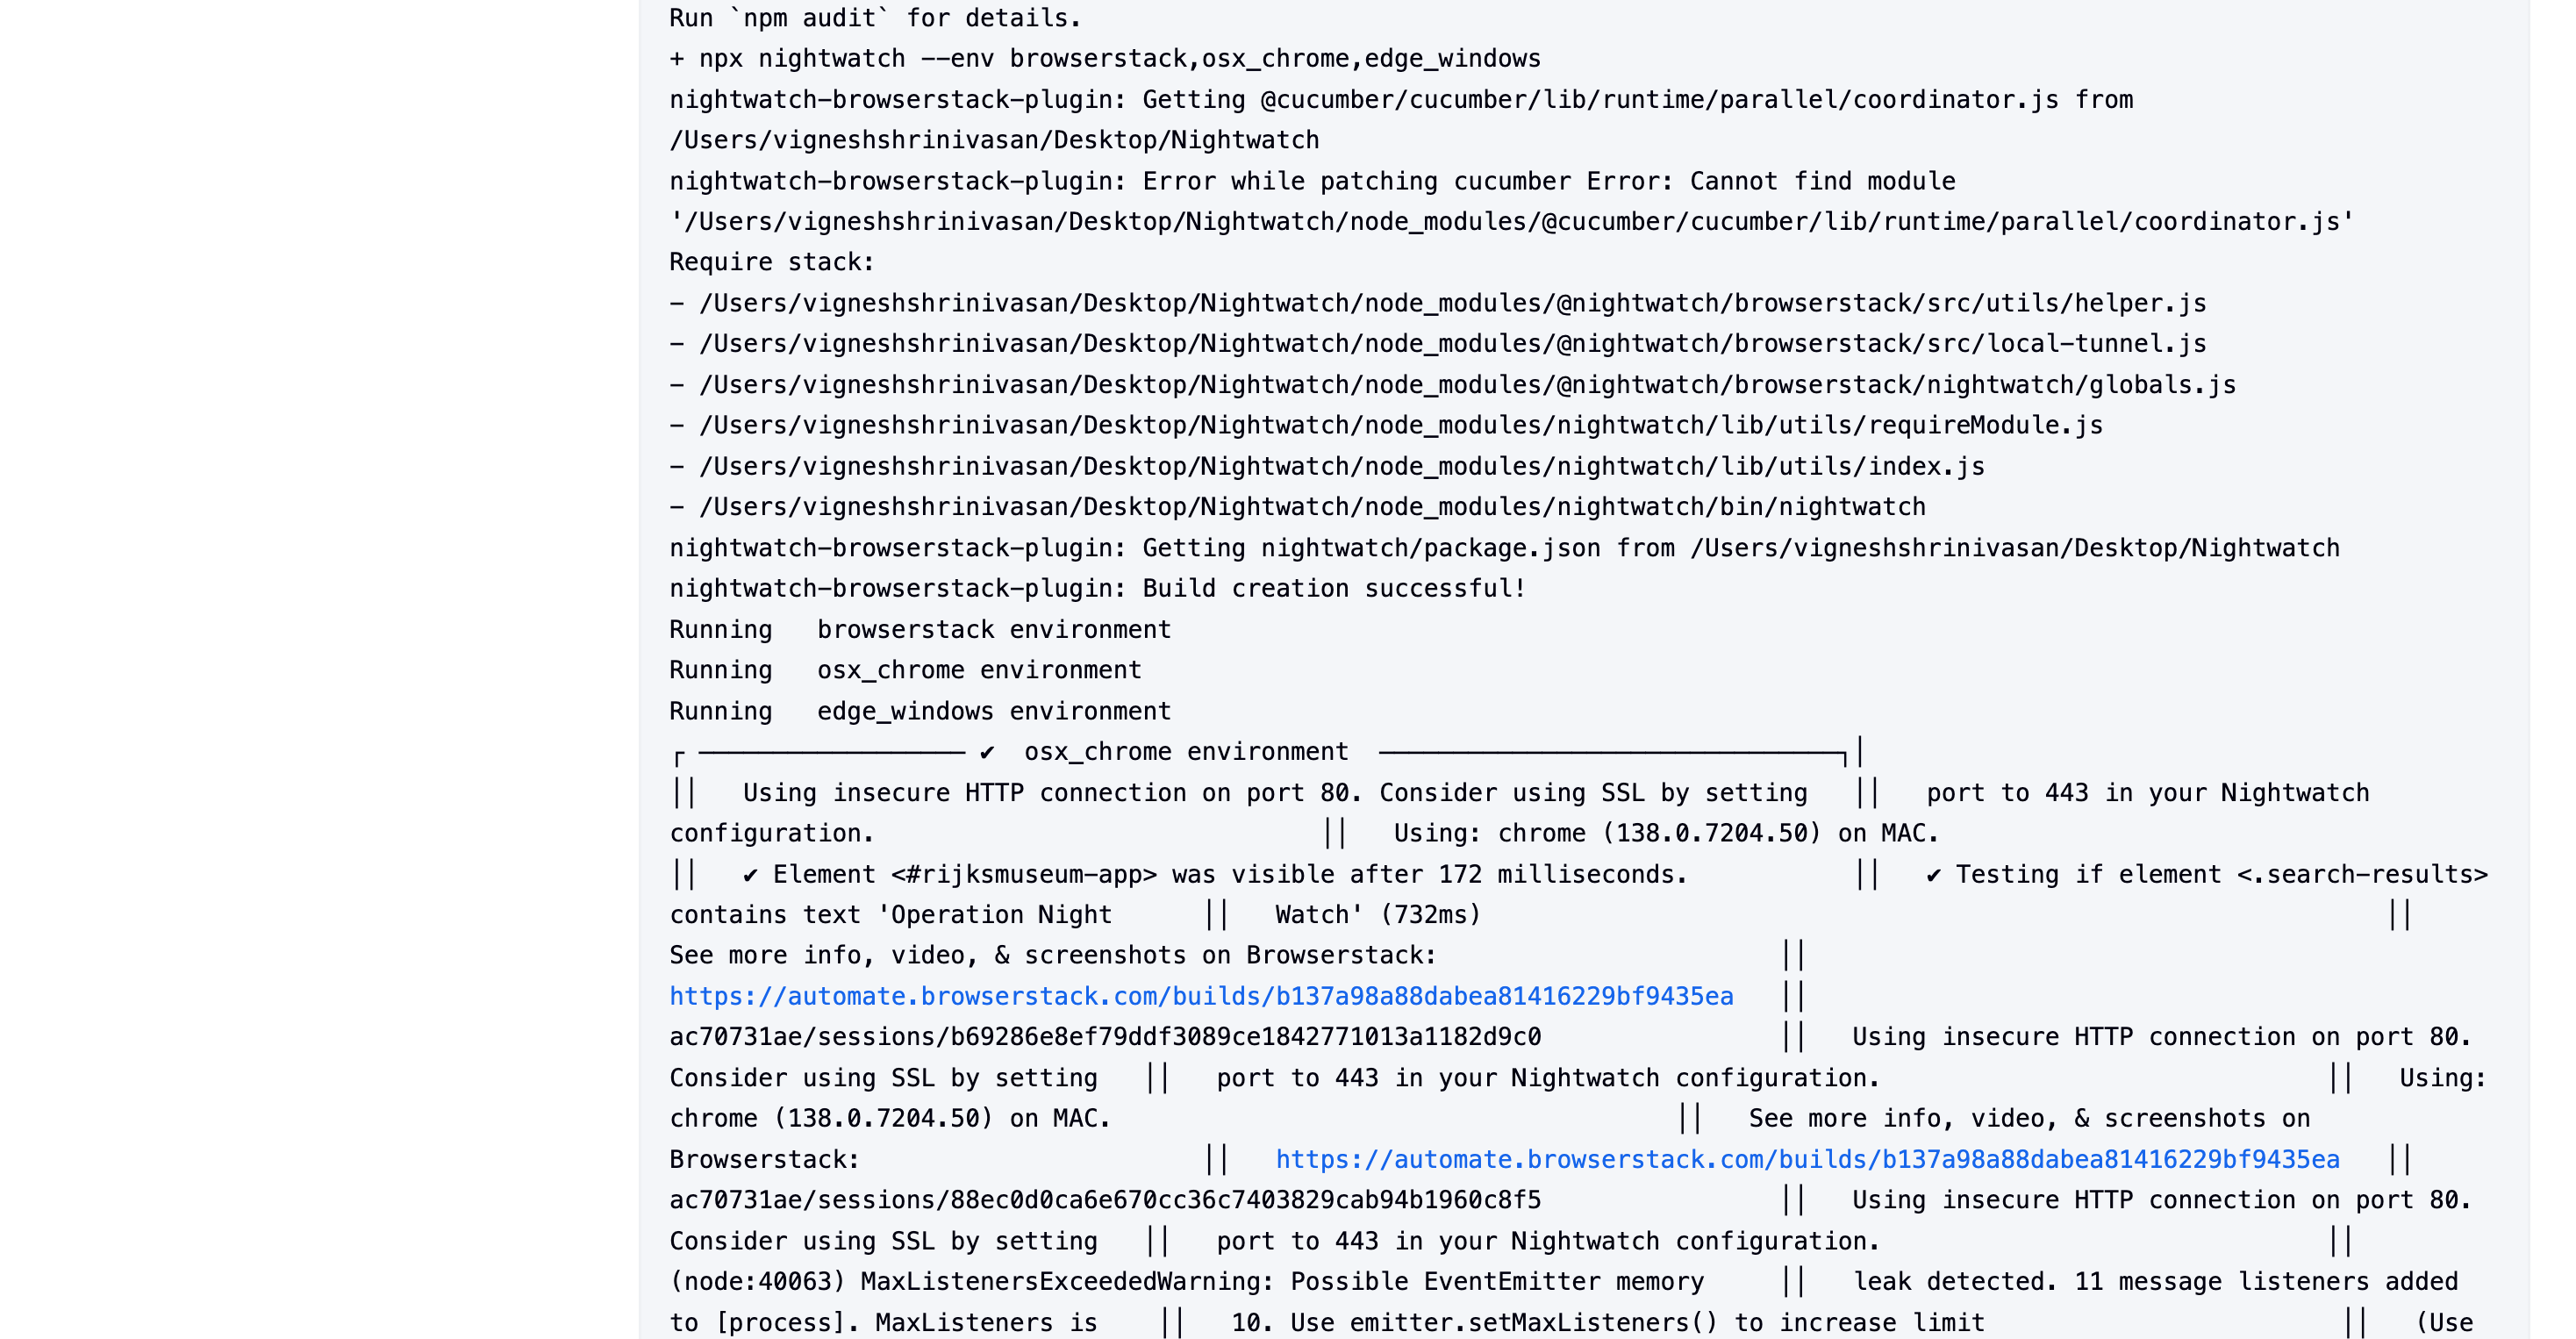 Run `npm audit` for details.
+ npx nightwatch --env browserstack,osx_chrome,edge_windows
nightwatch-browserstack-plugin: Getting @cucumber/cucumber/lib/runtime/parallel/coordinator.js from
/Users/vigneshshrinivasan/Desktop/Nightwatch
nightwatch-browserstack-plugin: Error while patching cucumber Error: Cannot find module
'/Users/vigneshshrinivasan/Desktop/Nightwatch/node_modules/@cucumber/cucumber/lib/runtime/parallel/coordinator.js'
Require stack:
- /Users/vigneshshrinivasan/Desktop/Nightwatch/node_modules/@nightwatch/browserstack/src/utils/helper.js
- /Users/vigneshshrinivasan/Desktop/Nightwatch/node_modules/@nightwatch/browserstack/src/local-tunnel.js
- /Users/vigneshshrinivasan/Desktop/Nightwatch/node_modules/@nightwatch/browserstack/nightwatch/globals.js
- /Users/vigneshshrinivasan/Desktop/Nightwatch/node_modules/nightwatch/lib/utils/requireModule.js
- /Users/vigneshshrinivasan/Desktop/Nightwatch/node_modules/nightwatch/lib/utils/index.js
- /Users/vigneshshrinivasan/Desktop/Nightwatch/node_modules/nightwatch/bin/nightwatch
nightwatch-browserstack-plugin: Getting nightwatch/package.json from /Users/vigneshshrinivasan/Desktop/Nightwatch
nightwatch-browserstack-plugin: Build creation successful!
Running   browserstack environment
Running   osx_chrome environment
Running   edge_windows environment
┌ ────────────────── ✔  osx_chrome environment  ───────────────────────────────┐│
││   Using insecure HTTP connection on port 80. Consider using SSL by setting   ││   port to 443 in your Nightwatch
configuration.                              ││   Using: chrome (138.0.7204.50) on MAC.
││   ✔ Element <#rijksmuseum-app> was visible after 172 milliseconds.           ││   ✔ Testing if element <.search-results>
contains text 'Operation Night      ││   Watch' (732ms)                                                             ││
See more info, video, & screenshots on Browserstack:                       ││
https://automate.browserstack.com/builds/b137a98a88dabea81416229bf9435ea   ││
ac70731ae/sessions/b69286e8ef79ddf3089ce1842771013a1182d9c0                ││   Using insecure HTTP connection on port 80.
Consider using SSL by setting   ││   port to 443 in your Nightwatch configuration.                              ││   Using:
chrome (138.0.7204.50) on MAC.                                      ││   See more info, video, & screenshots on
Browserstack:                       ││   https://automate.browserstack.com/builds/b137a98a88dabea81416229bf9435ea   ││
ac70731ae/sessions/88ec0d0ca6e670cc36c7403829cab94b1960c8f5                ││   Using insecure HTTP connection on port 80.
Consider using SSL by setting   ││   port to 443 in your Nightwatch configuration.                              ││
(node:40063) MaxListenersExceededWarning: Possible EventEmitter memory     ││   leak detected. 11 message listeners added
to [process]. MaxListeners is    ││   10. Use emitter.setMaxListeners() to increase limit                        ││   (Use